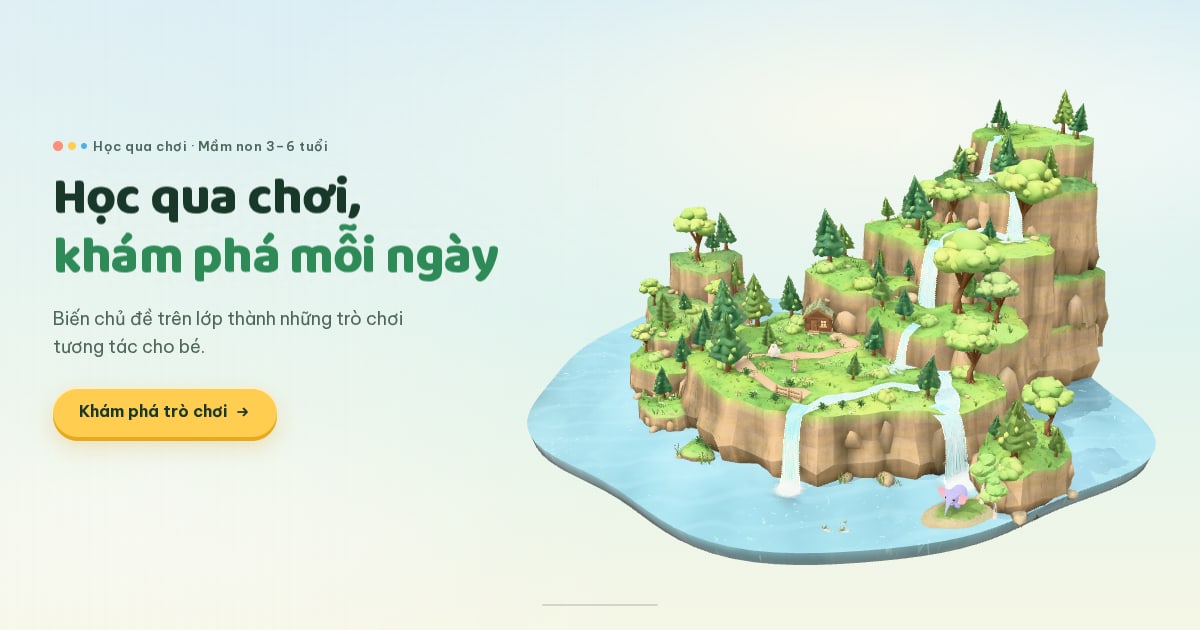 Học qua chơi · Mầm non 3–6 tuổi
Học qua chơi,
khám phá mỗi ngày
Biến chủ đề trên lớp thành những trò chơi
tương tác cho bé.
Khám phá trò chơi →